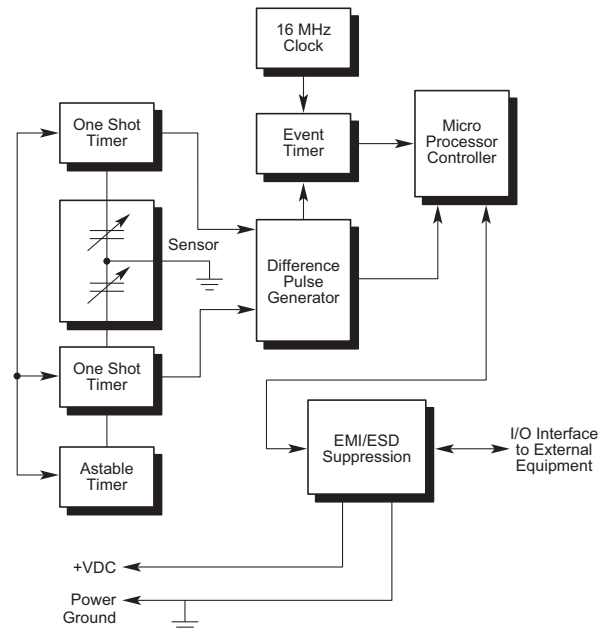 16 MHz
Clock
One Shot
Timer
Event
Timer
Micro
Processor
Controller
Sensor
Difference
Pulse
Generator
One Shot
Timer
Astable
Timer
EMI/ESD
Suppression
I/O Interface
to External
Equipment
+VDC
Power
Ground